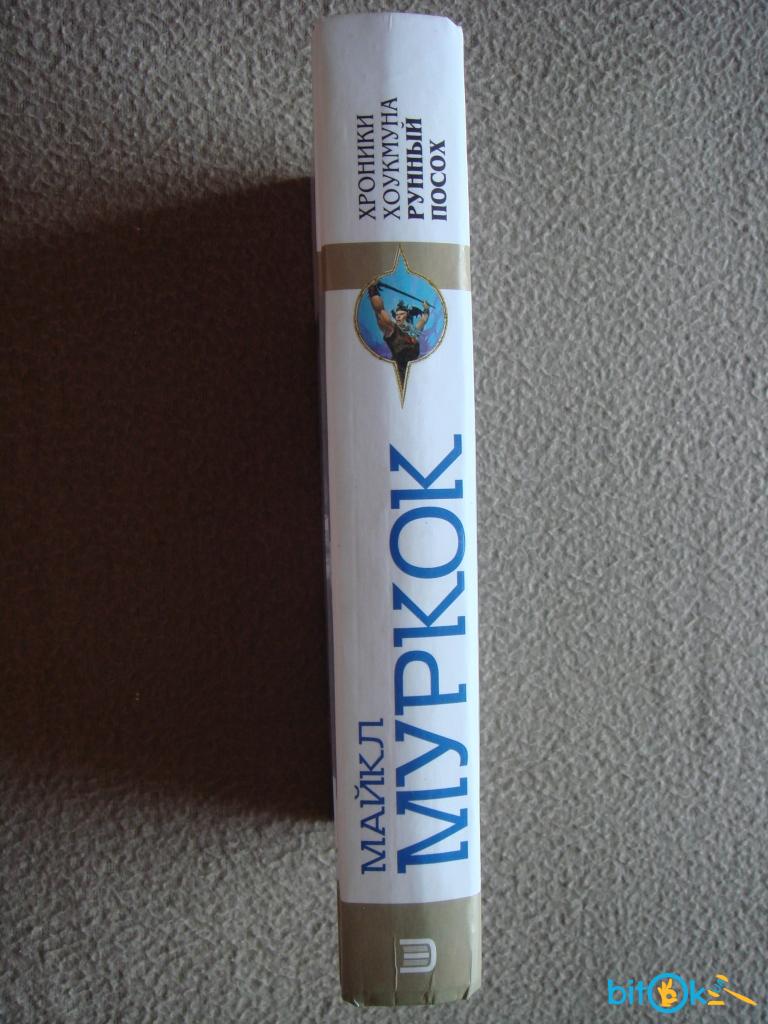 МАЙКЛ
МУРКОК
ХРОНИКИ
ХОУКМУНА
РУННЫЙ
ПОСОХ
bitOk